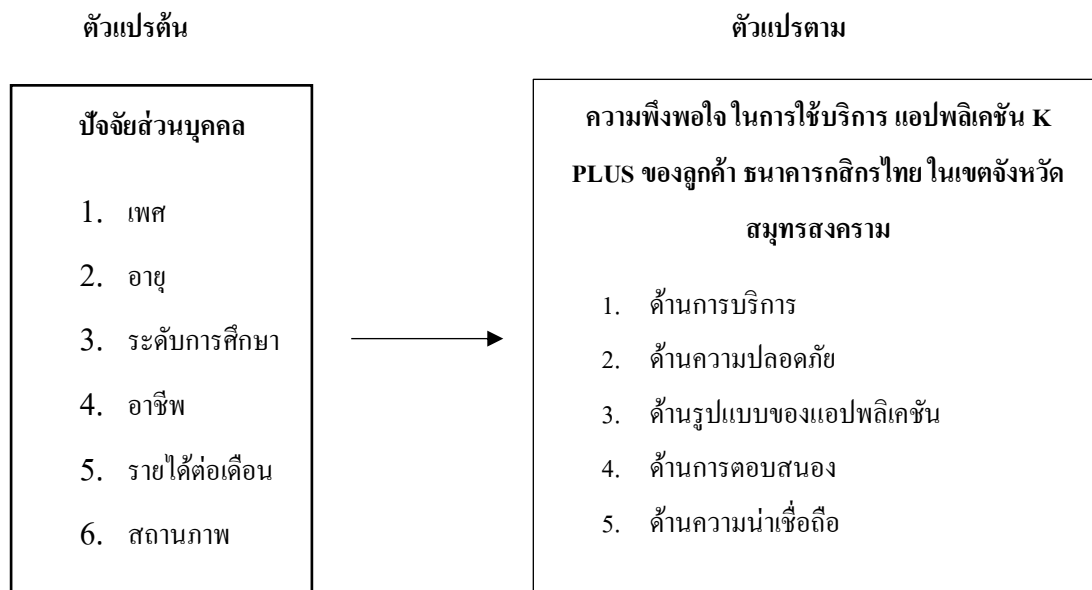 ตัวแปรต้น
ตัวแปรตาม
ปัจจัยส่วนบุคคล
1. เพศ
2. อายุ
3. ระดับการศึกษา
4. อาชีพ
5. รายได้ต่อเดือน
6. สถานภาพ
ความพึงพอใจ ในการใช้บริการ แอปพลิเคชัน K
PLUS ของลูกค้า ธนาคารกสิกรไทย ในเขตจังหวัด
สมุทรสงคราม
1. ด้านการบริการ
2. ด้านความปลอดภัย
3. ด้านรูปแบบของแอปพลิเคชัน
4. ด้านการตอบสนอง
5. ด้านความน่าเชื่อถือ